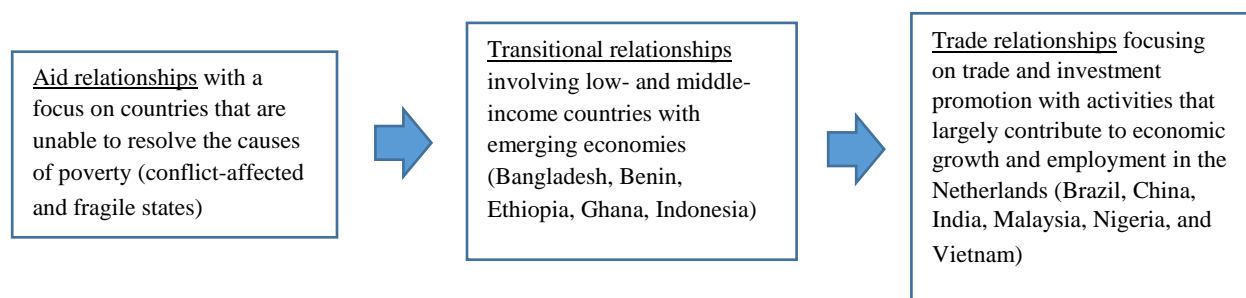 Aid relationships with a
focus on countries that are
unable to resolve the causes
of poverty (conflict-affected
and fragile states)
Transitional relationships
involving low- and middle-
income countries with
emerging economies
(Bangladesh, Benin,
Ethiopia, Ghana, Indonesia)
Trade relationships focusing
on trade and investment
promotion with activities that
largely contribute to economic
growth and employment in the
Netherlands (Brazil, China,
India, Malaysia, Nigeria, and
Vietnam)